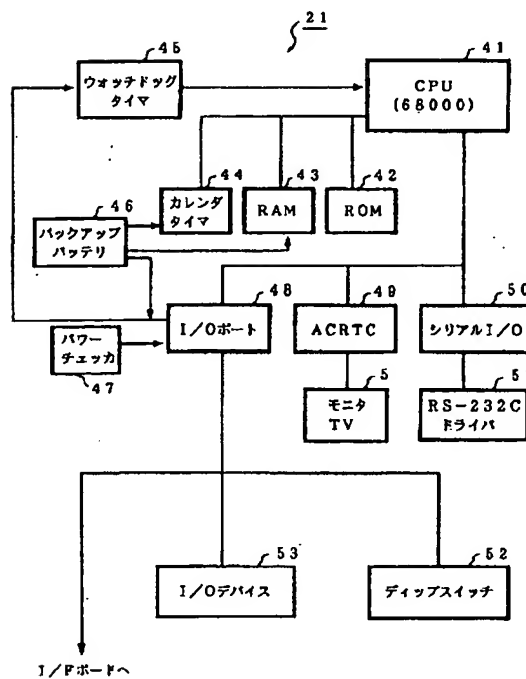 21
45
ウォッチドッグ
タイマ
41
CPU
(68000)
44
カレンダ
タイマ
43
RAM
42
ROM
46
バックアップ
バッテリ
48
I/Oポート
49
ACRTC
50
シリアルI/O
パワー
チェッカ
47
5
モニタ
TV
5
RS-232C
ドライバ
53
I/Oデバイス
52
ディップスイッチ
I/Fボードへ